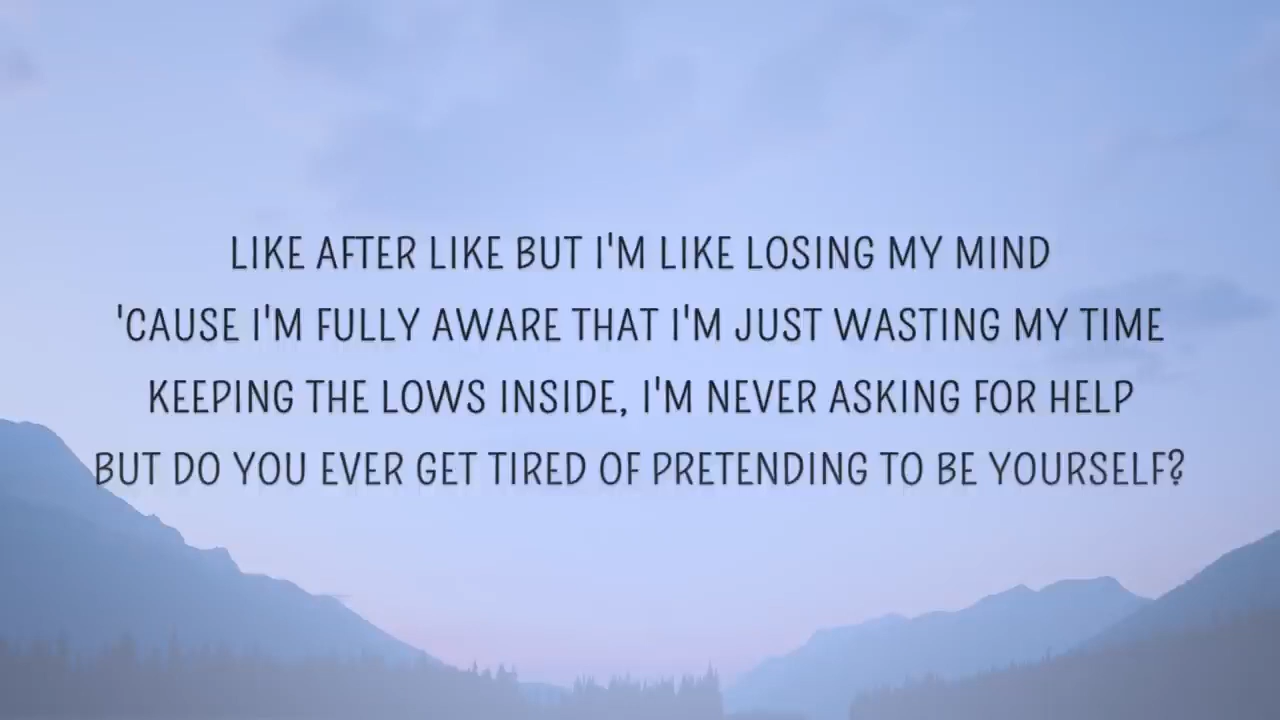 LIKE AFTER LIKE BUT I'M LIKE LOSING MY MIND
'CAUSE I'M FULLY AWARE THAT I'M JUST WASTING MY TIME
KEEPING THE LOWS INSIDE, I'M NEVER ASKING FOR HELP
BUT DO YOU EVER GET TIRED OF PRETENDING TO BE YOURSELF?